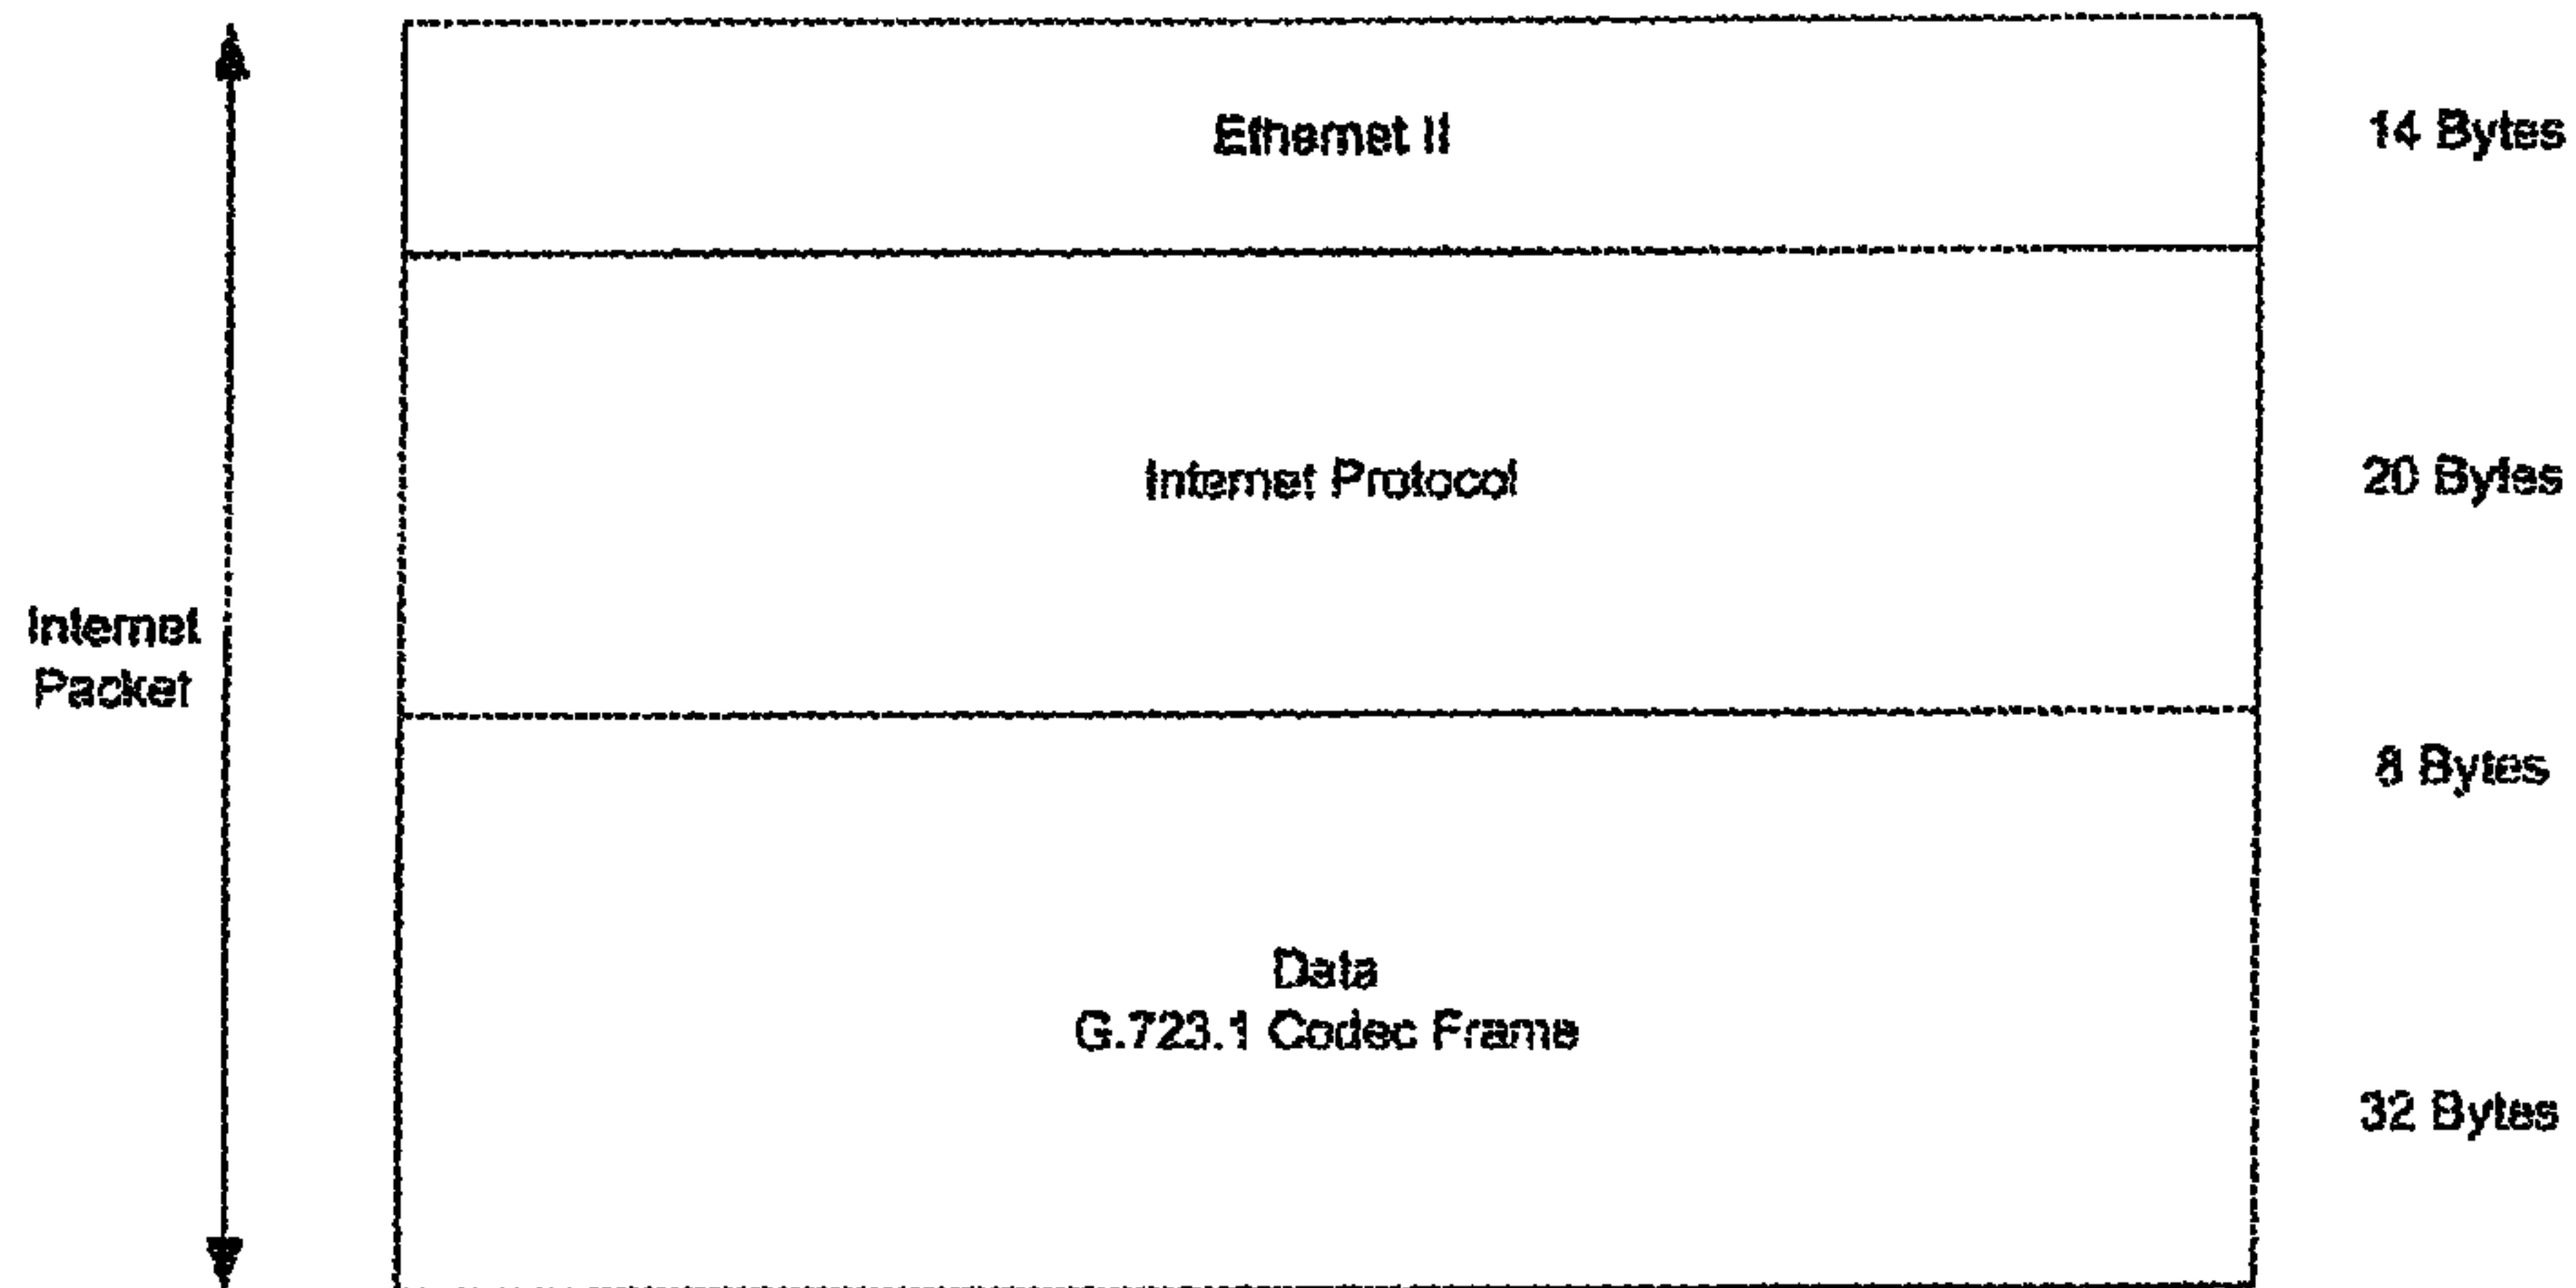 Ethernet II
14 Bytes
Internet Protocol
20 Bytes
Internet
Packet
8 Bytes
Data
G.723.1 Codec Frame
32 Bytes